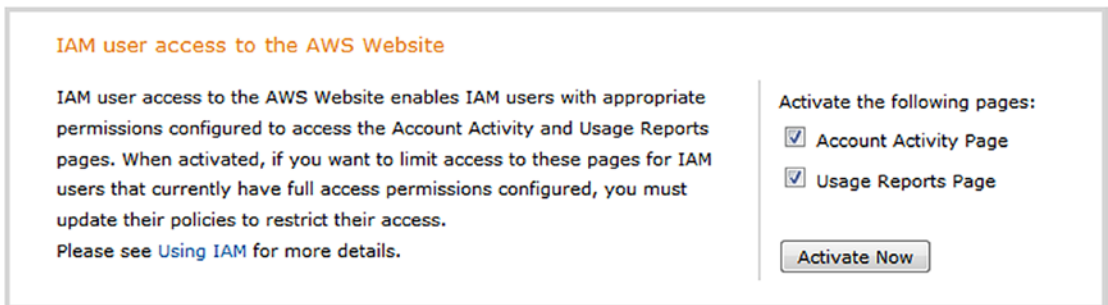 IAM user access to the AWS Website
IAM user access to the AWS Website enables IAM users with appropriate
permissions configured to access the Account Activity and Usage Reports
pages. When activated, if you want to limit access to these pages for IAM
users that currently have full access permissions configured, you must
update their policies to restrict their access.
Please see Using IAM for more details.
Activate the following pages:
Account Activity Page
Usage Reports Page
Activate Now